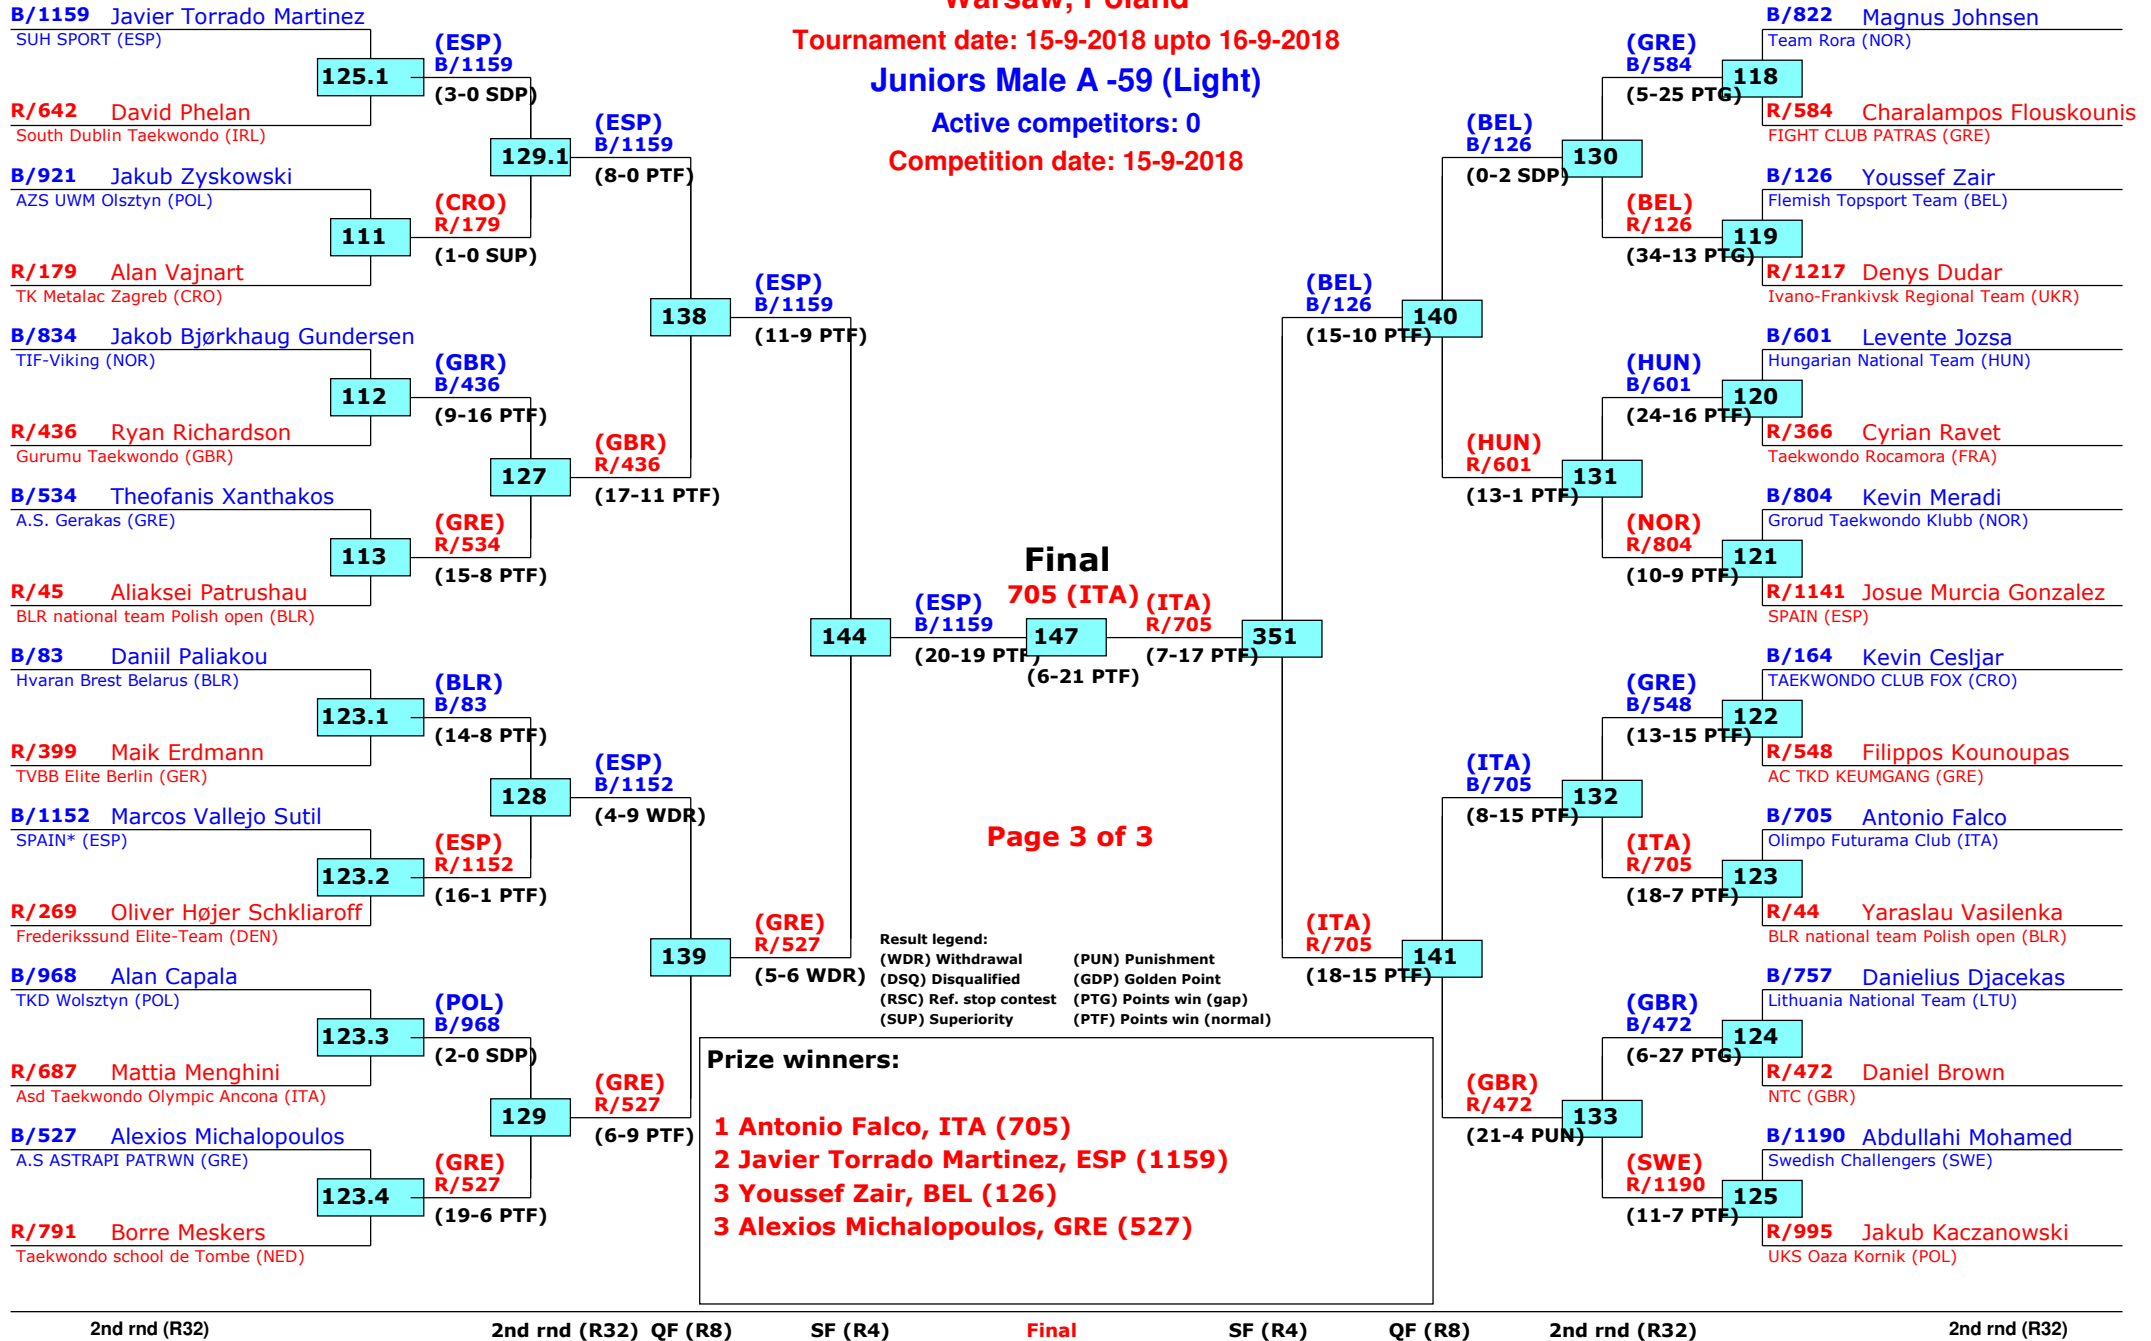 Warsaw, Poland
Tournament date: 15-9-2018 upto 16-9-2018
Juniors Male A -59 (Light)
Active competitors: 0
Competition date: 15-9-2018
B/1159 Javier Torrado Martinez
SUH SPORT (ESP)
125.1
R/642 David Phelan
South Dublin Taekwondo (IRL)
B/921 Jakub Zyskowski
AZS UWM Olsztyn (POL)
111
R/179 Alan Vajnart
TK Metalac Zagreb (CRO)
B/834 Jakob Bjørkhaug Gundersen
TIF-Viking (NOR)
112
R/436 Ryan Richardson
Gurumu Taekwondo (GBR)
B/534 Theofanis Xanthakos
A.S. Gerakas (GRE)
113
R/45 Aliaksei Patrushau
BLR national team Polish open (BLR)
B/83 Daniil Paliakou
Hvaran Brest Belarus (BLR)
123.1
R/399 Maik Erdmann
TVBB Elite Berlin (GER)
B/1152 Marcos Vallejo Sutil
SPAIN* (ESP)
123.2
R/269 Oliver Højer Schkliaroff
Frederikssund Elite-Team (DEN)
B/968 Alan Capala
TKD Wolsztyn (POL)
123.3
R/687 Mattia Menghini
Asd Taekwondo Olympic Ancona (ITA)
B/527 Alexios Michalopoulos
A.S ASTRAPI PATRWN (GRE)
123.4
R/791 Borre Meskers
Taekwondo school de Tombe (NED)
(ESP)
B/1159
(3-0 SDP)
129.1
(CRO)
R/179
(1-0 SUP)
(GBR)
B/436
(9-16 PTF)
127
(GRE)
R/534
(15-8 PTF)
(BLR)
B/83
(14-8 PTF)
128
(ESP)
R/1152
(16-1 PTF)
(POL)
B/968
(2-0 SDP)
129
(GRE)
R/527
(19-6 PTF)
(ESP)
B/1159
(8-0 PTF)
138
(GBR)
R/436
(17-11 PTF)
(ESP)
B/1152
(4-9 WDR)
139
(GRE)
R/527
(6-9 PTF)
(ESP)
B/1159
(11-9 PTF)
144
(GRE)
R/527
(5-6 WDR)
(ESP)
B/1159
(20-19 PTF)
Final
705 (ITA)
147
(6-21 PTF)
(ITA)
R/705
(7-17 PTF)
351
(BEL)
B/126
(15-10 PTF)
140
(ITA)
R/705
(18-15 PTF)
141
(BEL)
B/126
(0-2 SDP)
130
(HUN)
R/601
(13-1 PTF)
131
(ITA)
B/705
(8-15 PTF)
132
(GBR)
R/472
(21-4 PUN)
133
(GRE)
B/584
(5-25 PTG)
(BEL)
R/126
(34-13 PTG)
(HUN)
B/601
(24-16 PTF)
(NOR)
R/804
(10-9 PTF)
(GRE)
B/548
(13-15 PTF)
(ITA)
R/705
(18-7 PTF)
(GBR)
B/472
(6-27 PTG)
(SWE)
R/1190
(11-7 PTF)
B/822 Magnus Johnsen
Team Rora (NOR)
118
R/584 Charalampos Flouskounis
FIGHT CLUB PATRAS (GRE)
B/126 Youssef Zair
Flemish Topsport Team (BEL)
119
R/1217 Denys Dudar
Ivano-Frankivsk Regional Team (UKR)
B/601 Levente Jozsa
Hungarian National Team (HUN)
120
R/366 Cyrian Ravet
Taekwondo Rocamora (FRA)
B/804 Kevin Meradi
Grorud Taekwondo Klubb (NOR)
121
R/1141 Josue Murcia Gonzalez
SPAIN (ESP)
B/164 Kevin Cesljar
TAEKWONDO CLUB FOX (CRO)
122
R/548 Filippos Kounoupas
AC TKD KEUMGANG (GRE)
B/705 Antonio Falco
Olimpo Futurama Club (ITA)
123
R/44 Yaraslau Vasilenka
BLR national team Polish open (BLR)
B/757 Danielius Djacekas
Lithuania National Team (LTU)
124
R/472 Daniel Brown
NTC (GBR)
B/1190 Abdullahi Mohamed
Swedish Challengers (SWE)
125
R/995 Jakub Kaczanowski
UKS Oaza Kornik (POL)
Page 3 of 3
Result legend:
(WDR) Withdrawal (PUN) Punishment
(DSQ) Disqualified (GDP) Golden Point
(RSC) Ref. stop contest (PTG) Points win (gap)
(SUP) Superiority (PTF) Points win (normal)
Prize winners:
1 Antonio Falco, ITA (705)
2 Javier Torrado Martinez, ESP (1159)
3 Youssef Zair, BEL (126)
3 Alexios Michalopoulos, GRE (527)
2nd rnd (R32) 2nd rnd (R32) QF (R8) SF (R4) Final SF (R4) QF (R8) 2nd rnd (R32) 2nd rnd (R32)